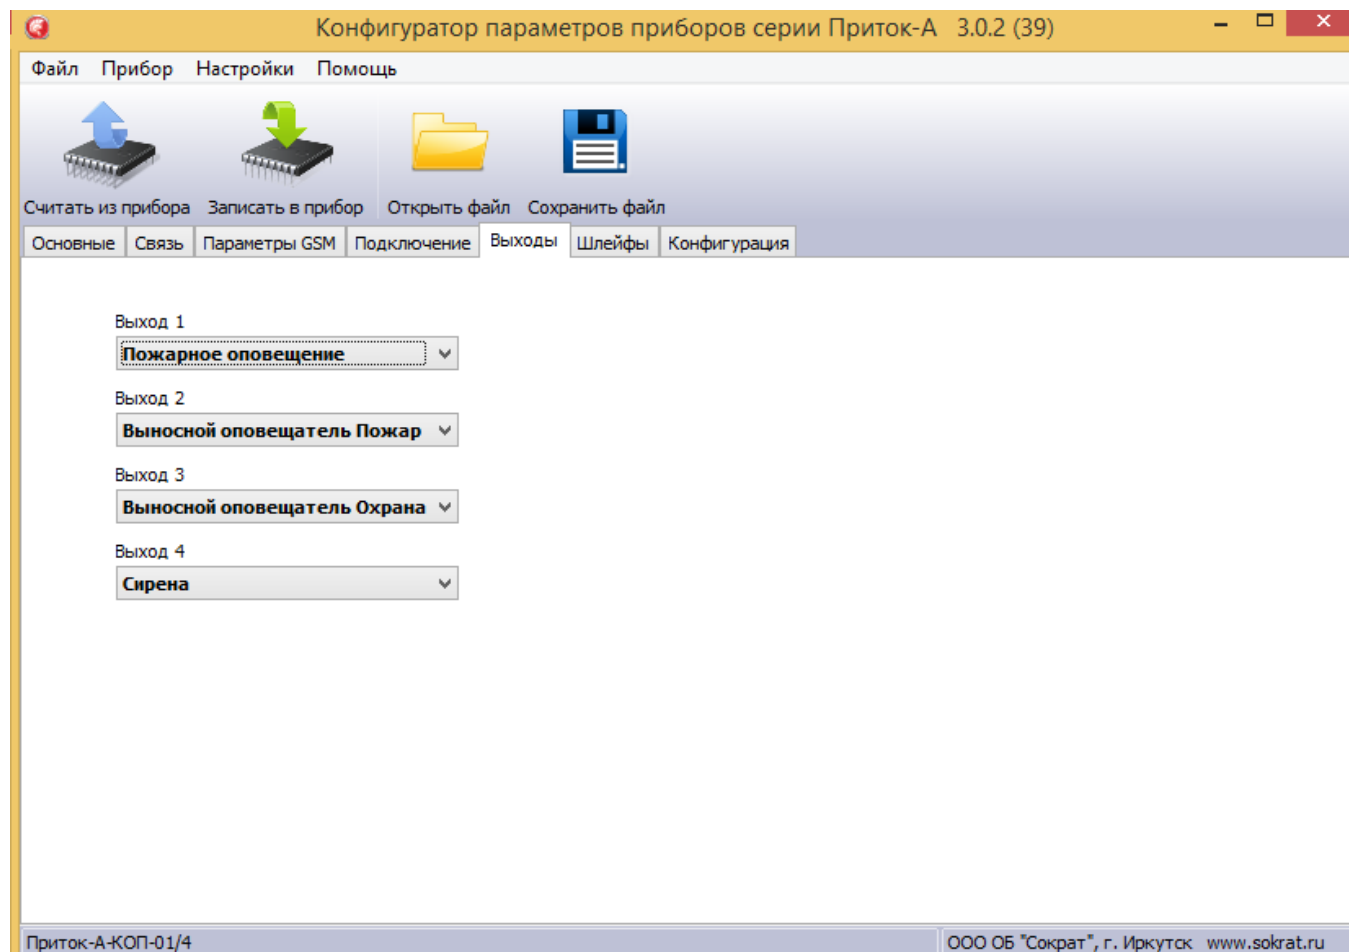 Конфигуратор параметров приборов серии Приток-А 3.0.2 (39)
Файл Прибор Настройки Помощь
Считать из прибора Записать в прибор Открыть файл Сохранить файл
Основные Связь Параметры GSM Подключение Выходы Шлейфы Конфигурация
Выход 1
Пожарное оповещение
Выход 2
Выносной оповещатель Пожар
Выход 3
Выносной оповещатель Охрана
Выход 4
Сирена
Приток-А-КОП-01/4 ООО ОБ "Сократ", г. Иркутск www.sokrat.ru